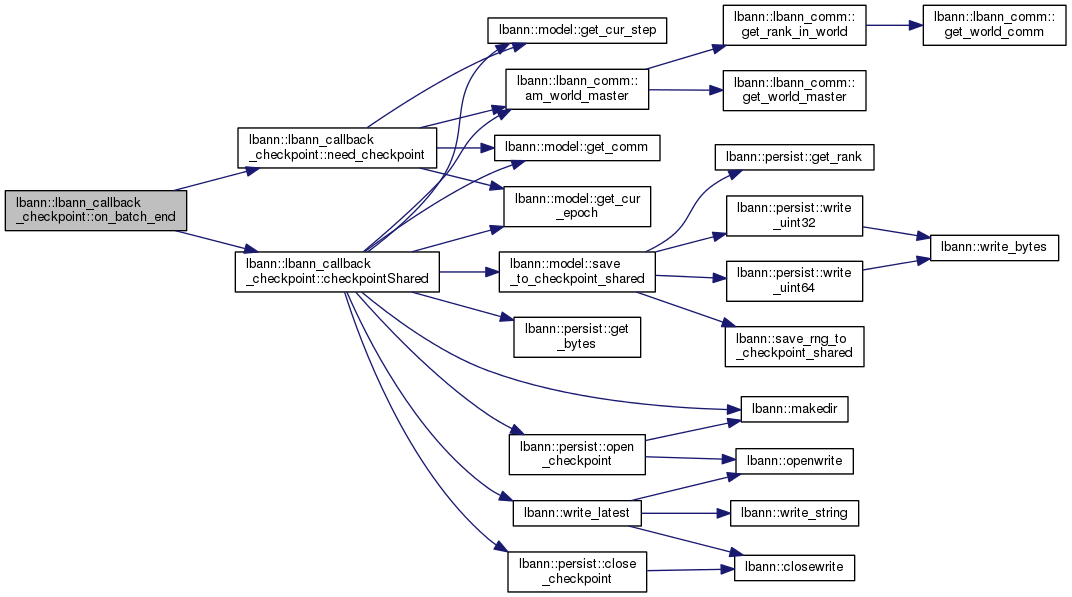 lbann::lbann_callback
_checkpoint::on_batch_end
lbann::lbann_callback
_checkpoint::need_checkpoint
lbann::lbann_callback
_checkpoint::checkpointShared
lbann::model::get_cur_step
lbann::lbann_comm::
am_world_master
lbann::model::get_comm
lbann::model::get_cur
_epoch
lbann::model::save
_to_checkpoint_shared
lbann::persist::get
_bytes
lbann::persist::open
_checkpoint
lbann::write_latest
lbann::persist::close
_checkpoint
lbann::lbann_comm::
get_rank_in_world
lbann::lbann_comm::
get_world_master
lbann::persist::get_rank
lbann::persist::write
_uint32
lbann::persist::write
_uint64
lbann::save_rng_to
_checkpoint_shared
lbann::makedir
lbann::openwrite
lbann::write_string
lbann::closewrite
lbann::lbann_comm::
get_world_comm
lbann::write_bytes